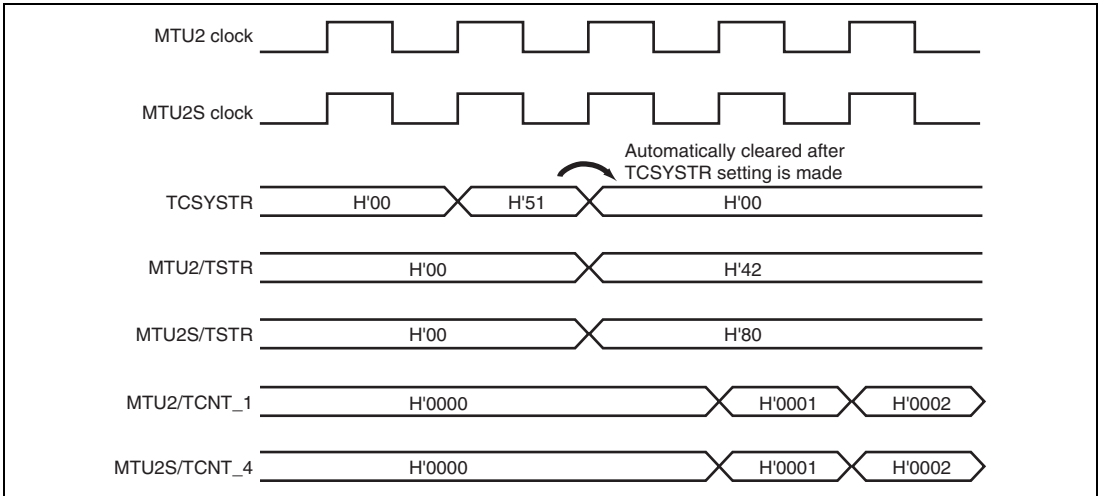 MTU2 clock
MTU2S clock
Automatically cleared after
TCSYSTR setting is made
TCSYSTR H'00 H'51 H'00
MTU2/TSTR H'00 H'42
MTU2S/TSTR H'00 H'80
MTU2/TCNT_1 H'0000 H'0001 H'0002
MTU2S/TCNT_4 H'0000 H'0001 H'0002